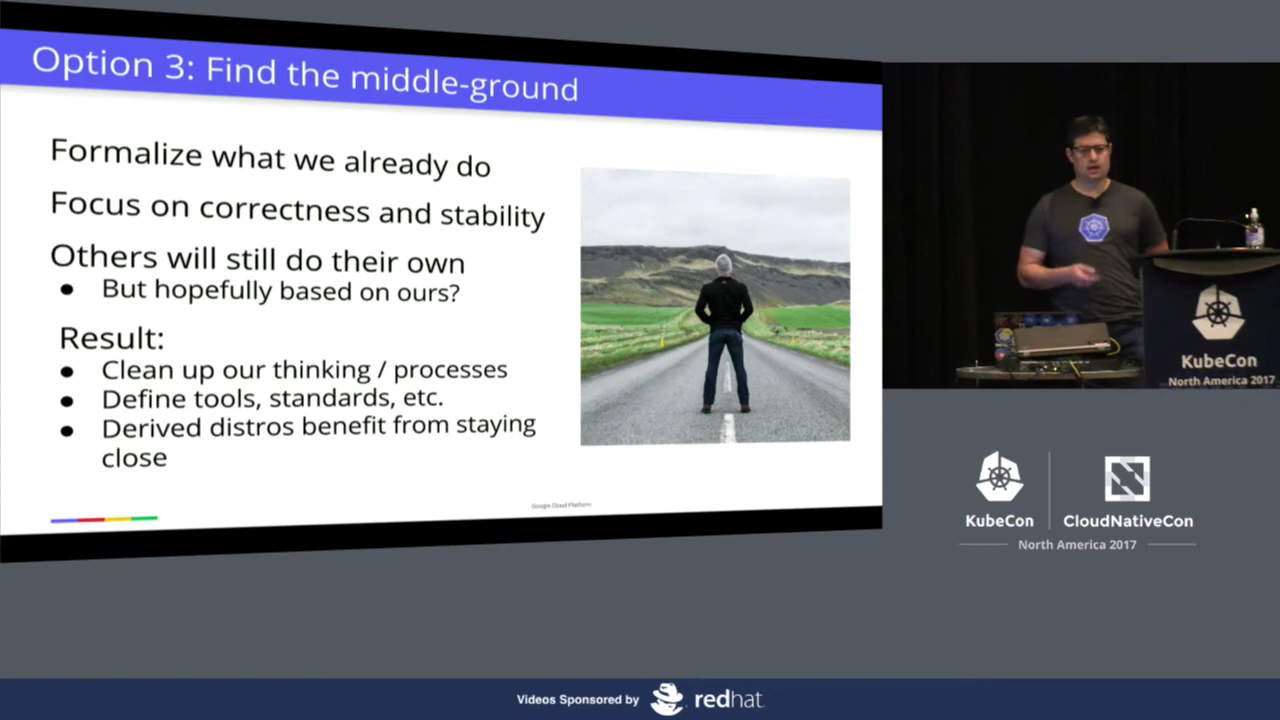 Option 3: Find the middle-ground
Formalize what we already do
Focus on correctness and stability
Others will still do their own
● But hopefully based on ours?
Result:
● Clean up our thinking / processes
● Define tools, standards, etc.
● Derived distros benefit from staying
close
Google Cloud Platform
KubeCon
North America 2017
KubeCon
CloudNativeCon
North America 2017
Videos Sponsored by
redhat